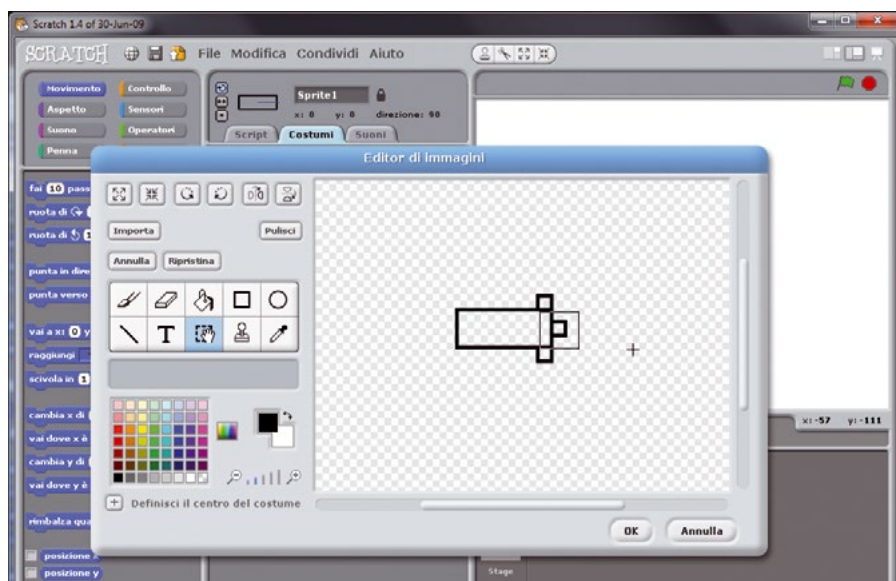 Scratch 1.4 of 30-Jun-09
SCRATCH File Modifica Condividi Aiuto
Movimento Controllo
Aspetto Sensori
Suono Operatori
Penna
Sprite1
x: 0 y: 0 direzione: 90
Script Costumi Suoni
Editor di immagini
fai 10
ruota di
ruota di
punta in
punta verso
vai a x: 0 y
raggiungi
scivola in 1
cambia x di
vai dove x è
cambia y di
vai dove y è
rimbalza
posizione
posizione y
Importa Pulisci
Annulla Ripristina
T
Definisci il centro del costume
OK Annulla
x: -57 y: -111
Stage